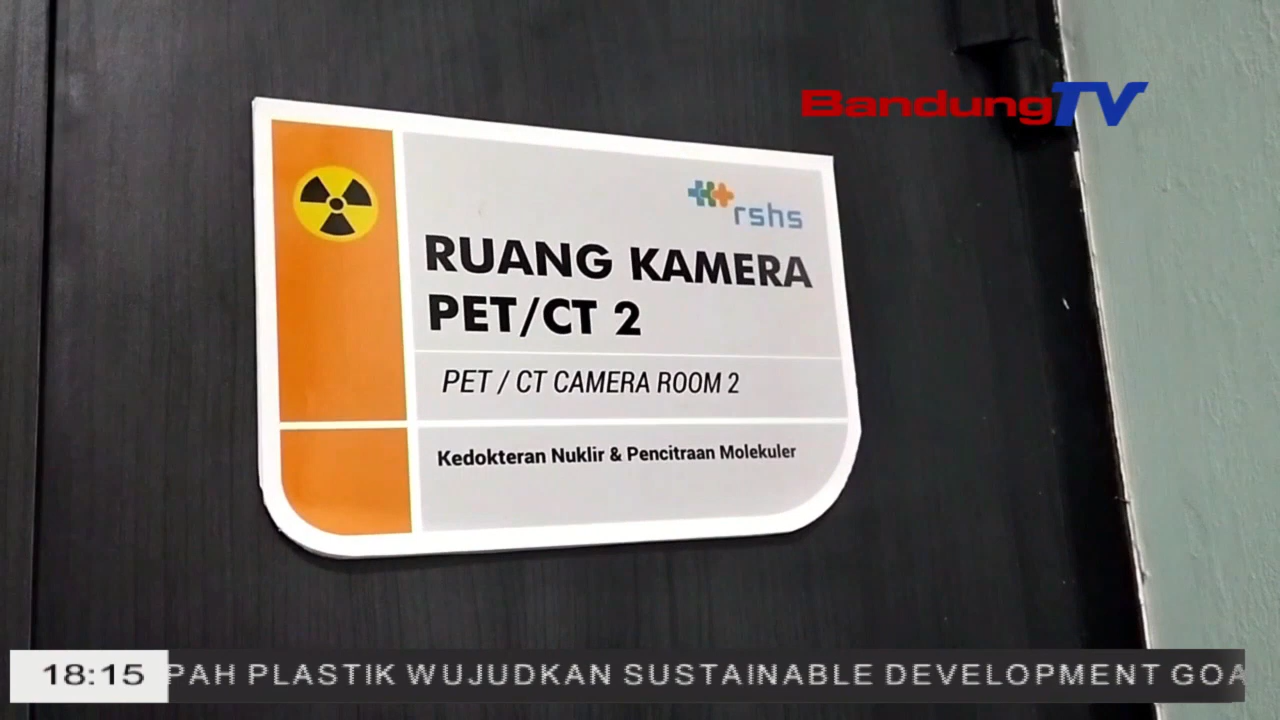 BandungTV
rshs
RUANG KAMERA
PET/CT 2
PET / CT CAMERA ROOM 2
Kedokteran Nuklir & Pencitraan Molekuler
18:15
PAH PLASTIK WUJUDKAN SUSTAINABLE DEVELOPMENT GOA